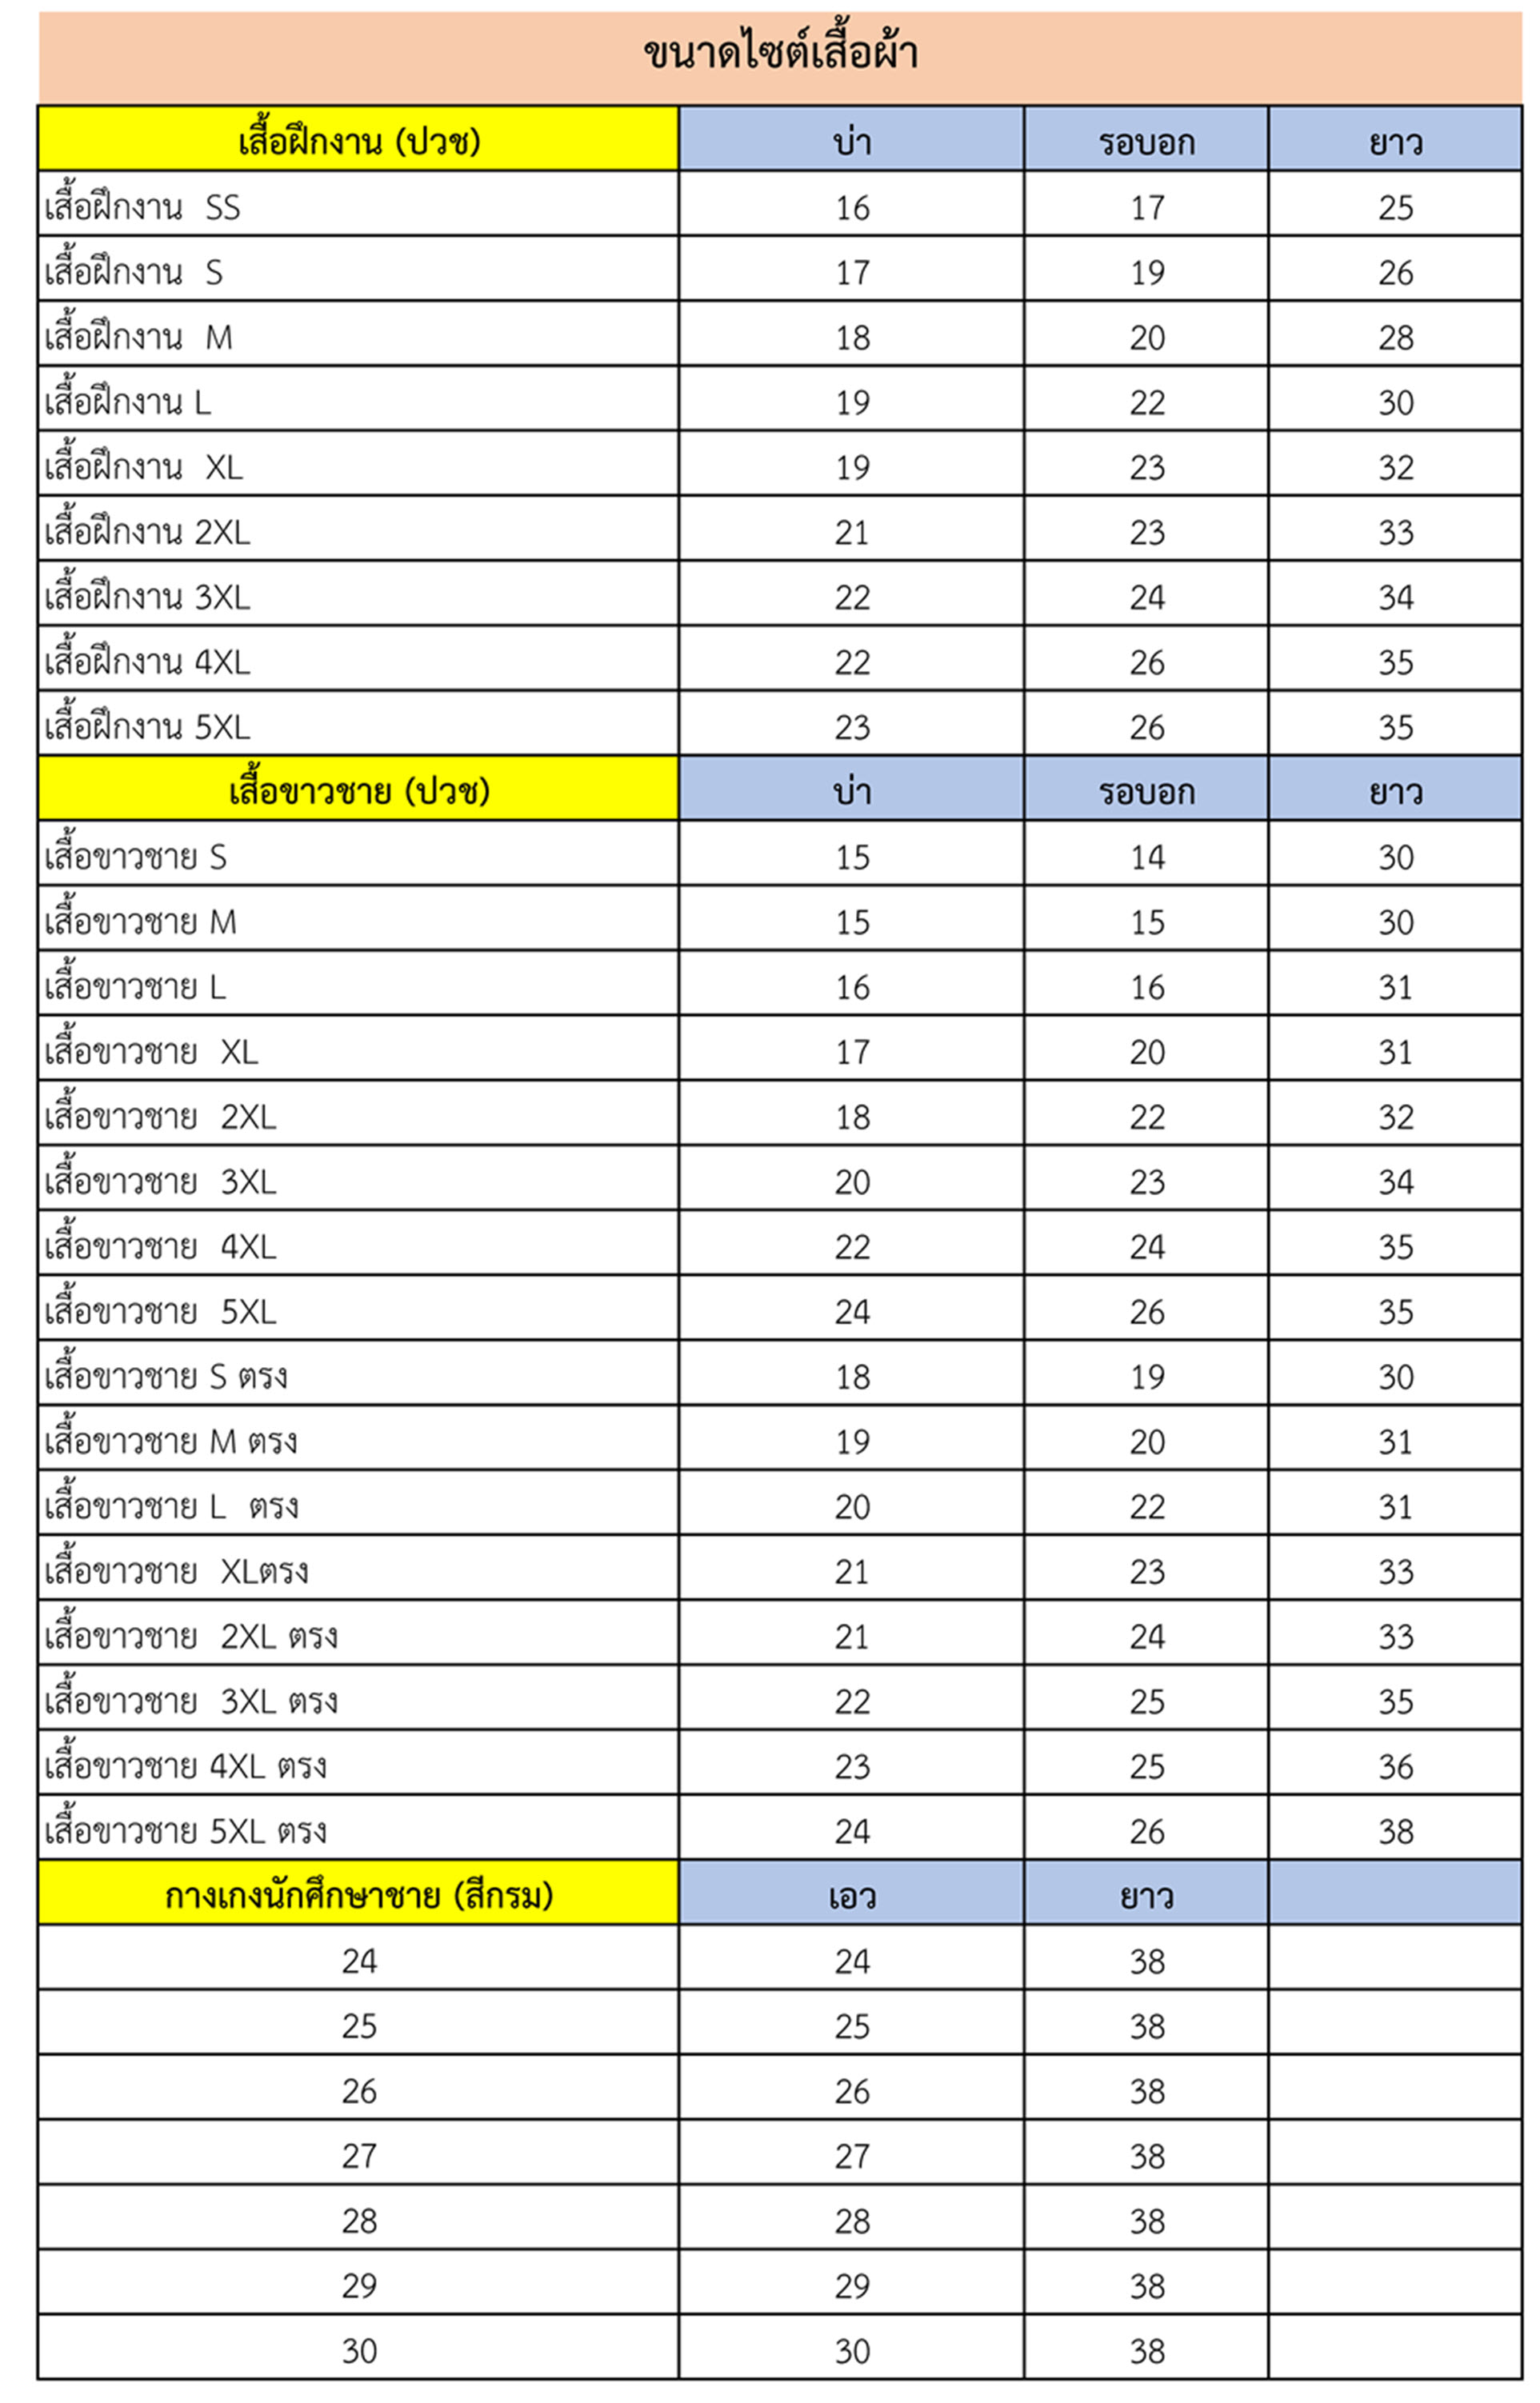 ขนาดไซต์เสื้อผ้า
เสื้อฝึกงาน (ปวช) บ่า รอบอก ยาว
เสื้อฝึกงาน SS 16 17 25
เสื้อฝึกงาน S 17 19 26
เสื้อฝึกงาน M 18 20 28
เสื้อฝึกงาน L 19 22 30
เสื้อฝึกงาน XL 19 23 32
เสื้อฝึกงาน 2XL 21 23 33
เสื้อฝึกงาน 3XL 22 24 34
เสื้อฝึกงาน 4XL 22 26 35
เสื้อฝึกงาน 5XL 23 26 35
เสื้อขาวชาย (ปวช) บ่า รอบอก ยาว
เสื้อขาวชาย S 15 14 30
เสื้อขาวชาย M 15 15 30
เสื้อขาวชาย L 16 16 31
เสื้อขาวชาย XL 17 20 31
เสื้อขาวชาย 2XL 18 22 32
เสื้อขาวชาย 3XL 20 23 34
เสื้อขาวชาย 4XL 22 24 35
เสื้อขาวชาย 5XL 24 26 35
เสื้อขาวชาย S ตรง 18 19 30
เสื้อขาวชาย M ตรง 19 20 31
เสื้อขาวชาย L ตรง 20 22 31
เสื้อขาวชาย XLตรง 21 23 33
เสื้อขาวชาย 2XL ตรง 21 24 33
เสื้อขาวชาย 3XL ตรง 22 25 35
เสื้อขาวชาย 4XL ตรง 23 25 36
เสื้อขาวชาย 5XL ตรง 24 26 38
กางเกงนักศึกษาชาย (สีกรม) เอว ยาว
24 24 38
25 25 38
26 26 38
27 27 38
28 28 38
29 29 38
30 30 38